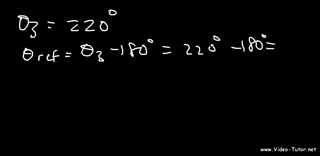 θ₃ = 220°
θref = θ₃ - 180° = 220° - 180° =
www.Video-Tutor.net